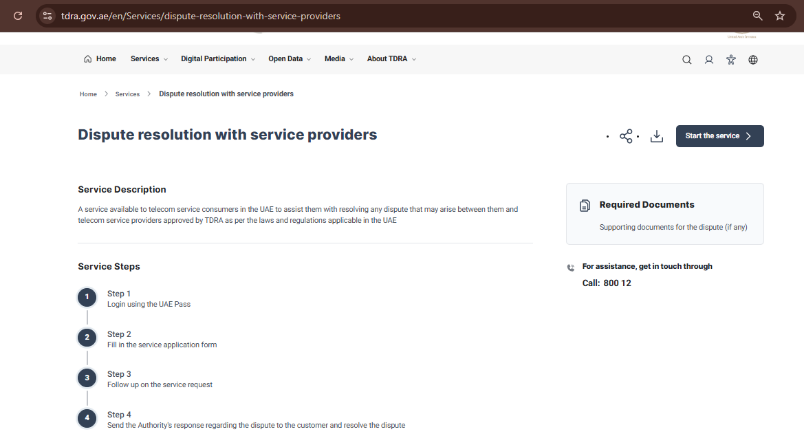 tdra.gov.ae/en/Services/dispute-resolution-with-service-providers
Home Services Digital Participation Open Data Media About TDRA
Home > Services > Dispute resolution with service providers
Dispute resolution with service providers
Start the service
Service Description
A service available to telecom service consumers in the UAE to assist them with resolving any dispute that may arise between them and
telecom service providers approved by TDRA as per the laws and regulations applicable in the UAE
Required Documents
Supporting documents for the dispute (if any)
For assistance, get in touch through
Call: 800 12
Service Steps
1 Step 1
Login using the UAE Pass
2 Step 2
Fill in the service application form
3 Step 3
Follow up on the service request
4 Step 4
Send the Authority's response regarding the dispute to the customer and resolve the dispute